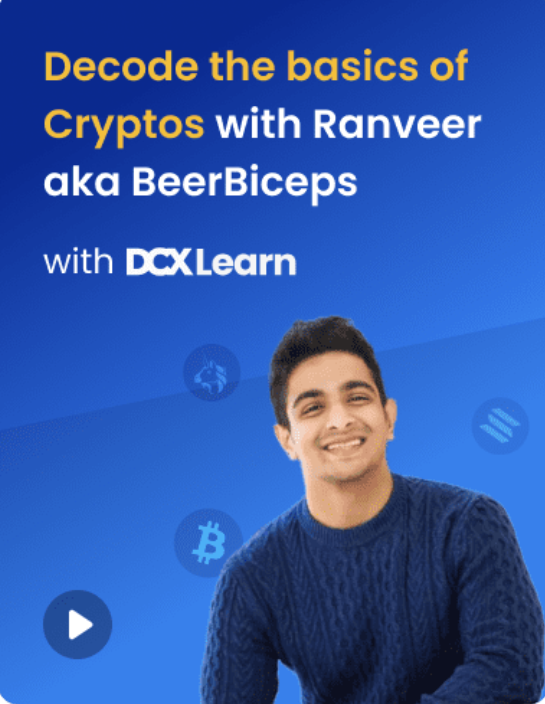 Decode the basics of
Cryptos with Ranveer
aka BeerBiceps
with DCX Learn